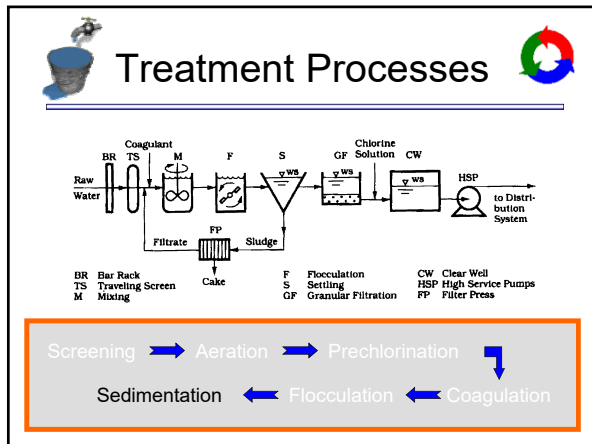 Treatment Processes
Coagulant
Chlorine
Solution
BR TS M F S GF CW
ws ws ws HSP
Raw
Water
to Distri-
bution
System
FP
Filtrate Sludge
Cake
BR Bar Rack F Flocculation CW Clear Well
TS Traveling Screen S Settling HSP High Service Pumps
M Mixing GF Granular Filtration FP Filter Press
Screening Aeration Prechlorination
Sedimentation Flocculation Coagulation